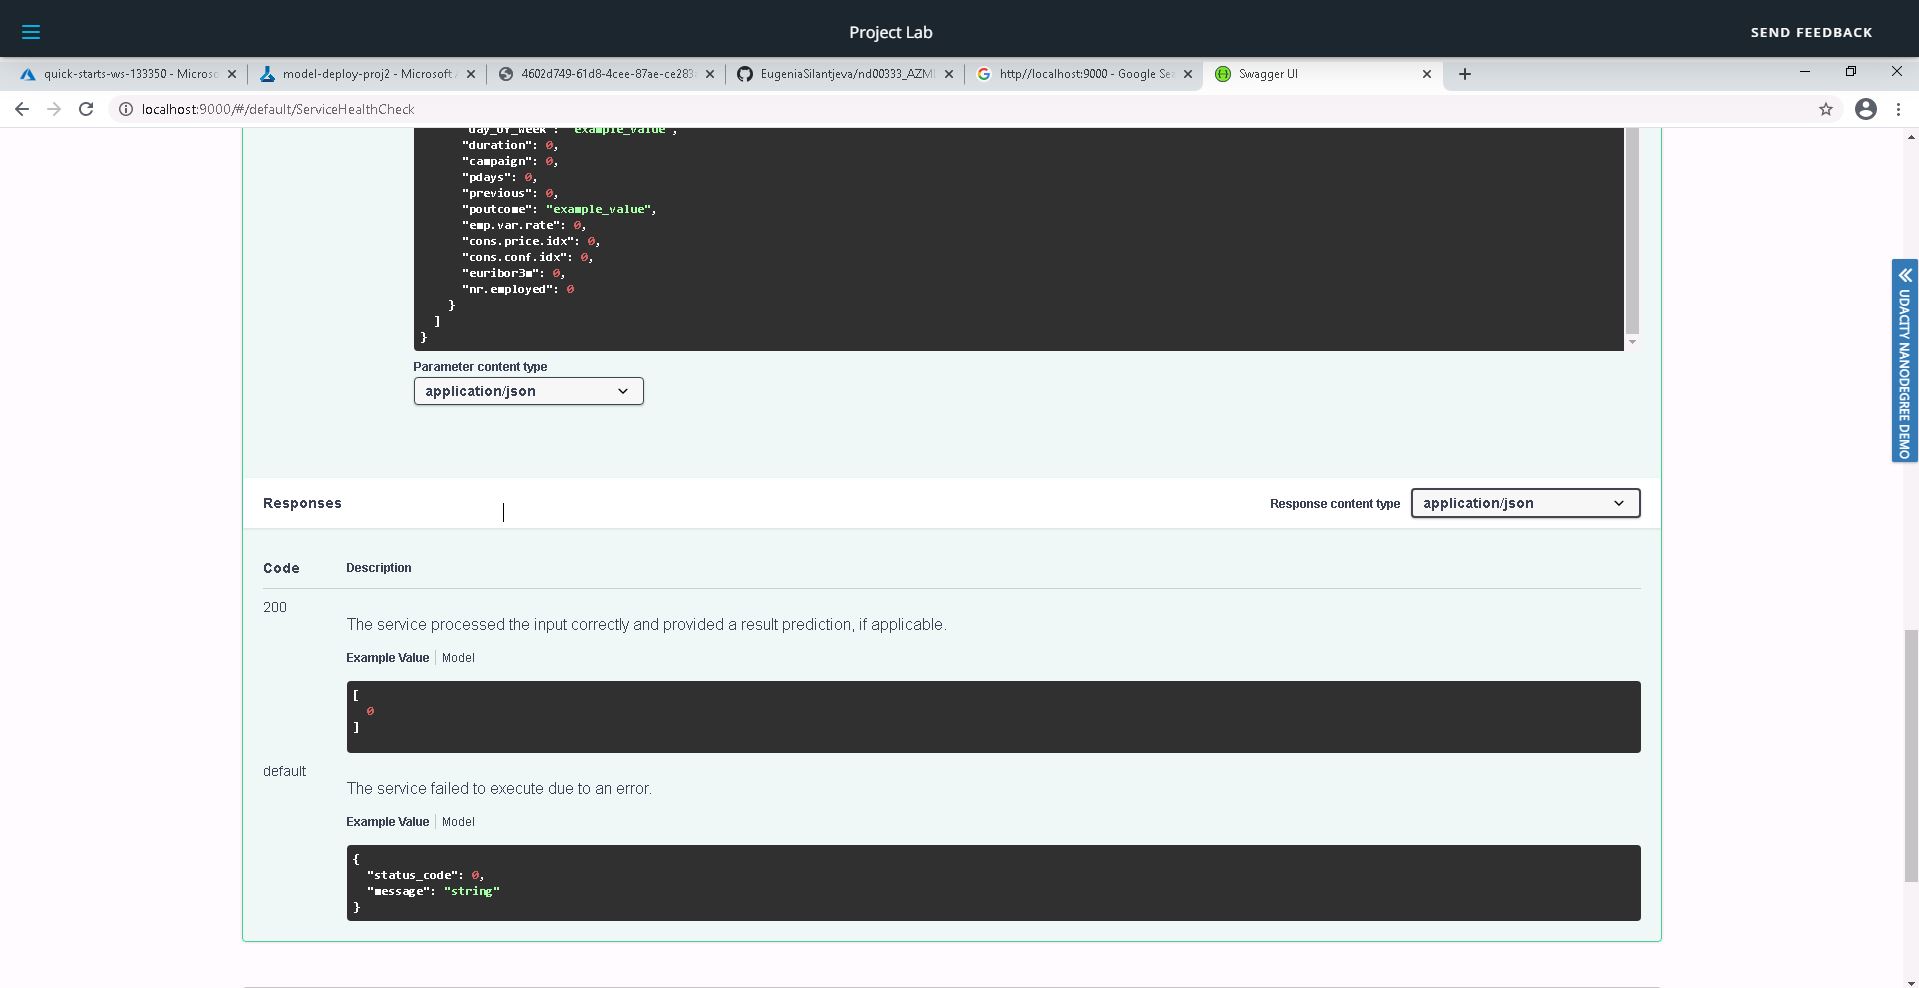 Project Lab
SEND FEEDBACK
quick-starts-ws-133350 - Microso
model-deploy-proj2 - Microsoft
4602d749-61d8-4cee-87ae-ce283
EugeniaSilantjeva/nd00333_AZML
http//localhost:9000 - Google Sea
Swagger UI
localhost:9000/#/default/ServiceHealthCheck
"day_of_week": "example_value",
"duration": 0,
"campaign": 0,
"pdays": 0,
"previous": 0,
"poutcome": "example_value",
"emp.var.rate": 0,
"cons.price.idx": 0,
"cons.conf.idx": 0,
"euribor3m": 0,
"nr.employed": 0
}
]
}
Parameter content type
application/json
UDACITY NANODEGREE DEMO
Responses
Response content type
application/json
Code
Description
200
The service processed the input correctly and provided a result prediction, if applicable.
Example Value
Model
[
0
]
default
The service failed to execute due to an error.
Example Value
Model
{
"status_code": 0,
"message": "string"
}